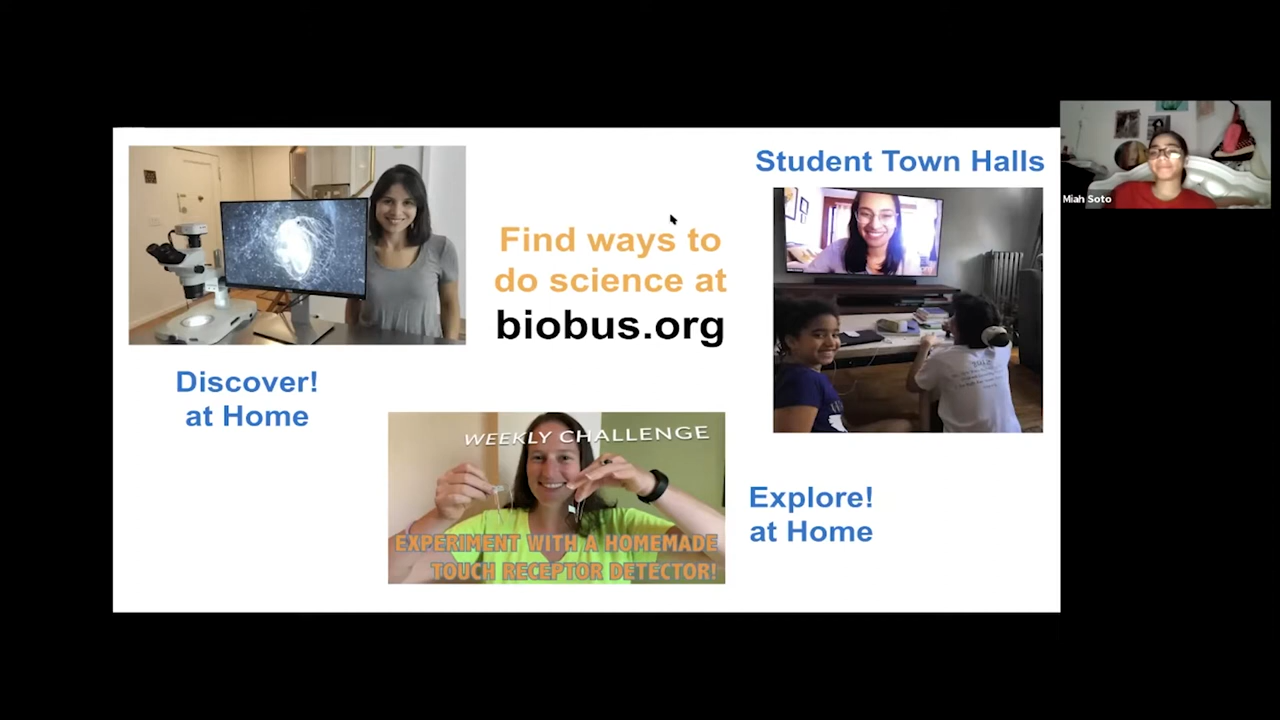 Student Town Halls
Miah Soto
Find ways to
do science at
biobus.org
Discover!
at Home
WEEKLY CHALLENGE
EXPERIMENT WITH A HOMEMADE
TOUCH RECEPTOR DETECTOR!
Explore!
at Home